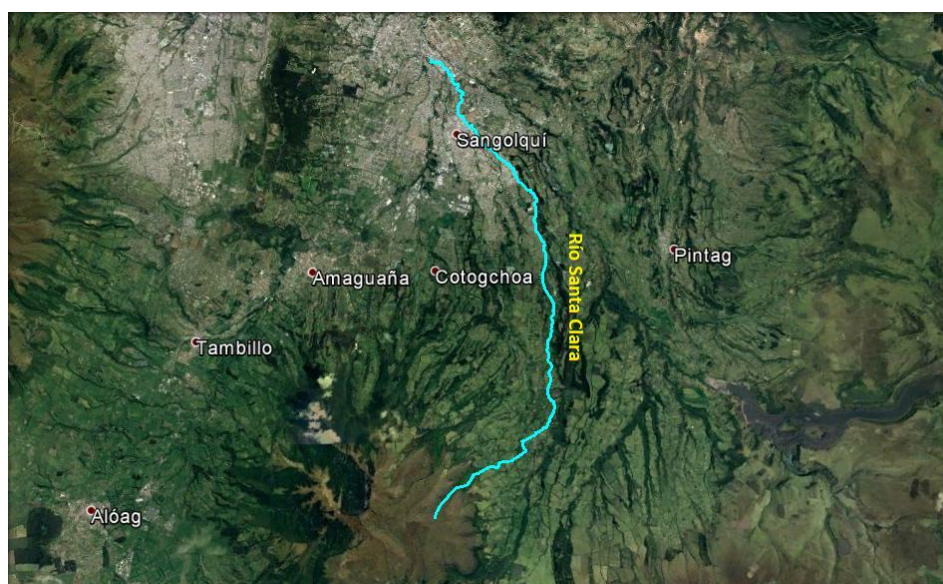 Sangolquí
Río Santa Clara
Pintag
Amaguaña
Cotogchoa
Tambillo
Alóag